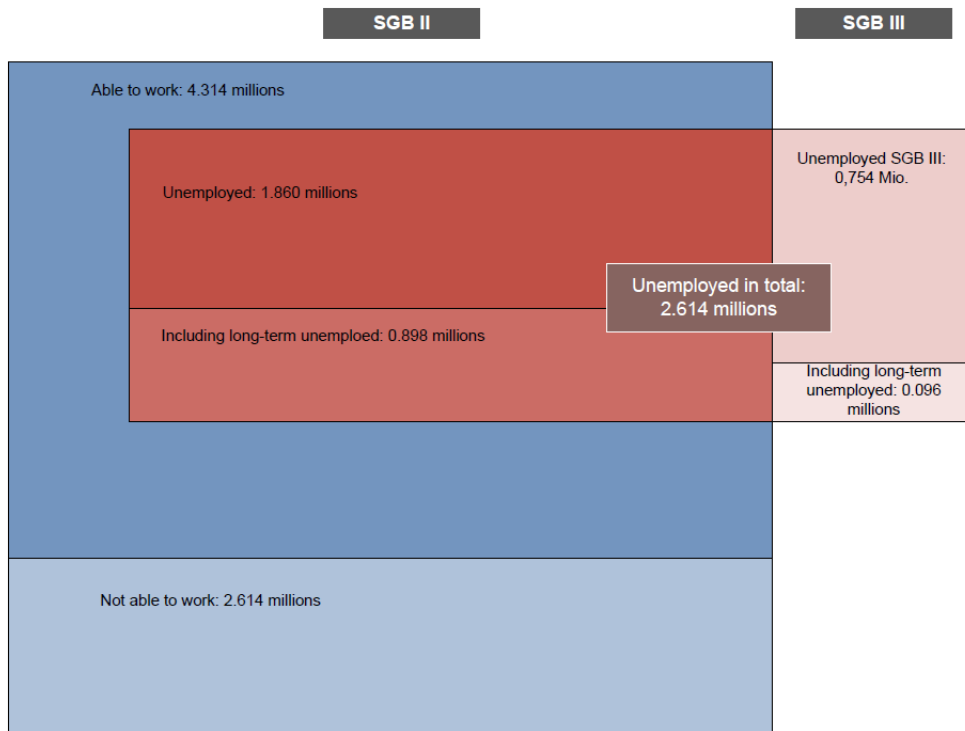 SGB II
SGB III
Able to work: 4.314 millions
Unemployed: 1.860 millions
Unemployed SGB III:
0,754 Mio.
Unemployed in total:
2.614 millions
Including long-term unemploed: 0.898 millions
Including long-term
unemployed: 0.096
millions
Not able to work: 2.614 millions